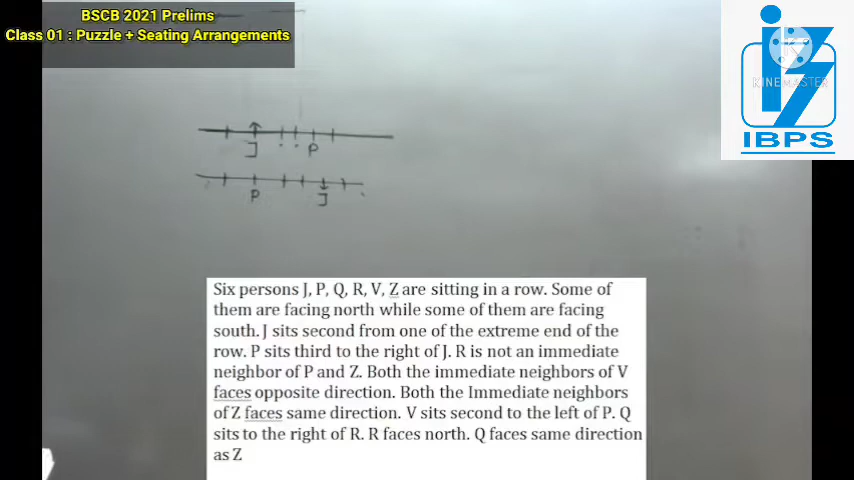 BSCB 2021 Prelims
Class 01 : Puzzle + Seating Arrangements
KINEMASTER
IBPS
J P
P J
Six persons J, P, Q, R, V, Z are sitting in a row. Some of
them are facing north while some of them are facing
south. J sits second from one of the extreme end of the
row. P sits third to the right of J. R is not an immediate
neighbor of P and Z. Both the immediate neighbors of V
faces opposite direction. Both the Immediate neighbors
of Z faces same direction. V sits second to the left of P. Q
sits to the right of R. R faces north. Q faces same direction
as Z